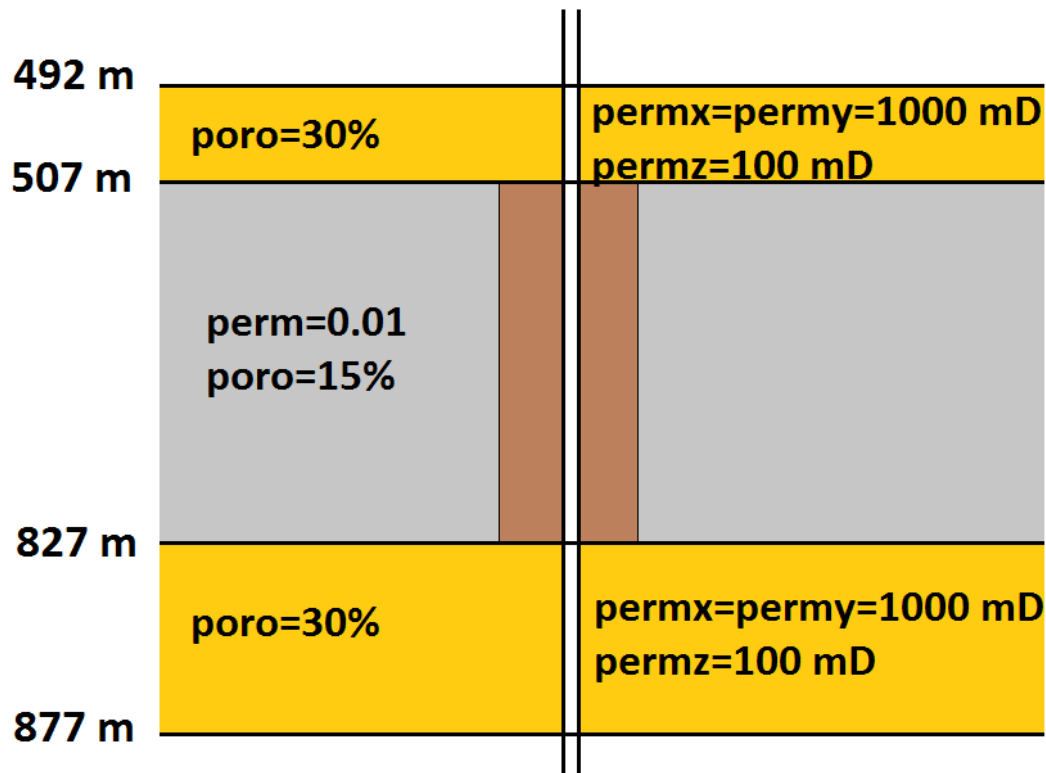 492 m
poro=30%
permx=permy=1000 mD
permz=100 mD
507 m
perm=0.01
poro=15%
827 m
poro=30%
permx=permy=1000 mD
permz=100 mD
877 m